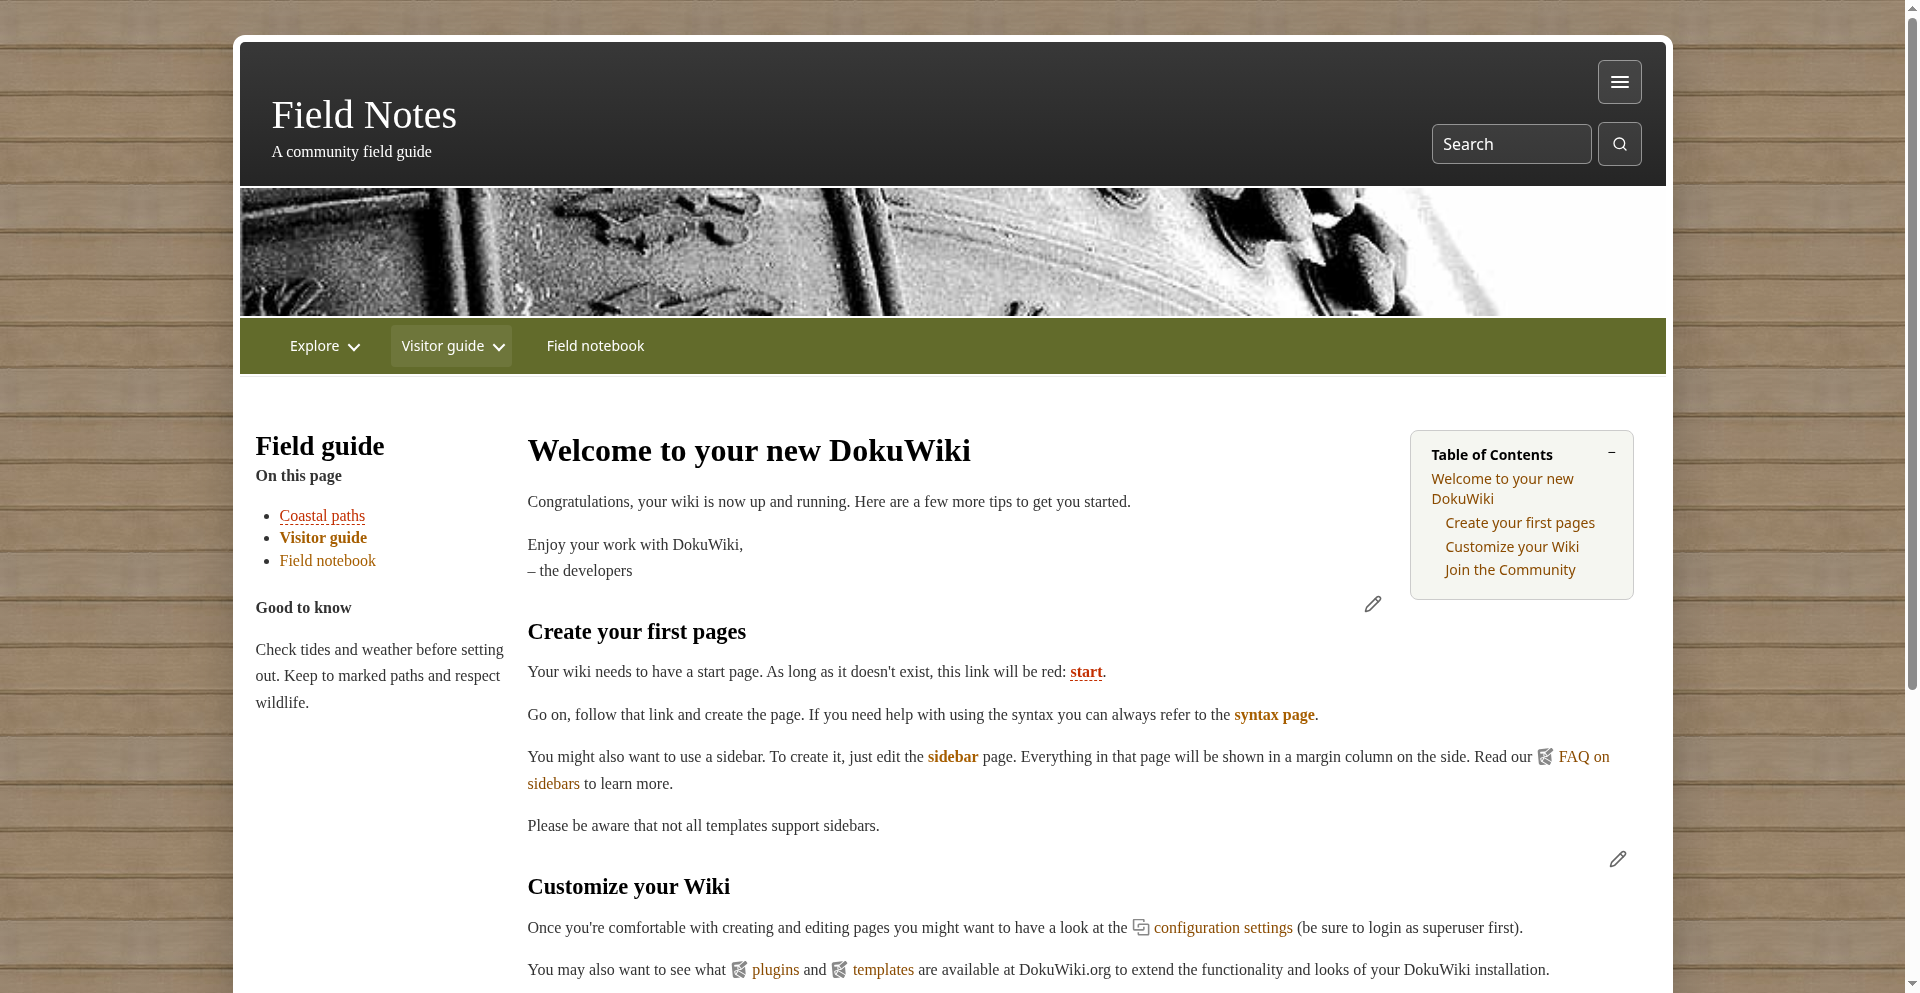 Field Notes
A community field guide
Search
Explore
Visitor guide
Field notebook
Field guide
On this page
Coastal paths
Visitor guide
Field notebook
Good to know
Check tides and weather before setting
out. Keep to marked paths and respect
wildlife.
Welcome to your new DokuWiki
Congratulations, your wiki is now up and running. Here are a few more tips to get you started.
Enjoy your work with DokuWiki,
– the developers
Create your first pages
Your wiki needs to have a start page. As long as it doesn't exist, this link will be red: start.
Go on, follow that link and create the page. If you need help with using the syntax you can always refer to the syntax page.
You might also want to use a sidebar. To create it, just edit the sidebar page. Everything in that page will be shown in a margin column on the side. Read our FAQ on
sidebars to learn more.
Please be aware that not all templates support sidebars.
Customize your Wiki
Once you're comfortable with creating and editing pages you might want to have a look at the configuration settings (be sure to login as superuser first).
You may also want to see what plugins and templates are available at DokuWiki.org to extend the functionality and looks of your DokuWiki installation.
Table of Contents
Welcome to your new
DokuWiki
Create your first pages
Customize your Wiki
Join the Community